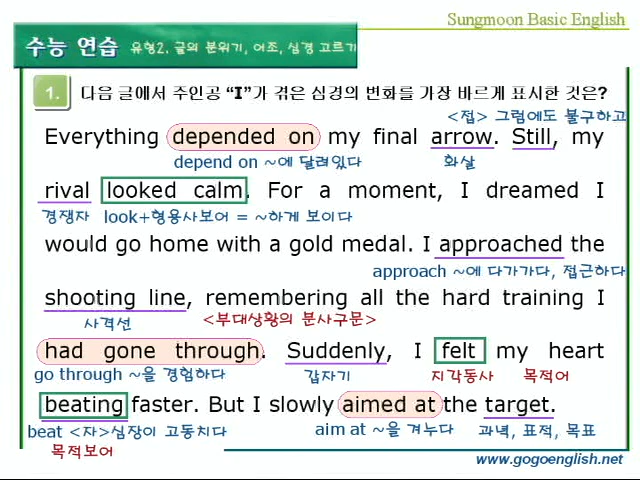 Sungmoon Basic English
수능 연습 유형2. 글의 분위기, 어조, 심경 고르기
1. 다음 글에서 주인공 “I”가 겪은 심경의 변화를 가장 바르게 표시한 것은?
<접> 그럼에도 불구하고
Everything depended on my final arrow. Still, my
depend on ~에 달려있다 화살
rival looked calm. For a moment, I dreamed I
경쟁자 look+형용사보어 = ~하게 보이다
would go home with a gold medal. I approached the
approach ~에 다가가다, 접근하다
shooting line, remembering all the hard training I
사격선 <부대상황의 분사구문>
had gone through. Suddenly, I felt my heart
go through ~을 경험하다 갑자기 지각동사 목적어
beating faster. But I slowly aimed at the target.
beat <자>심장이 고동치다 aim at ~을 겨누다 과녁, 표적, 목표
목적보어
www.gogoenglish.net